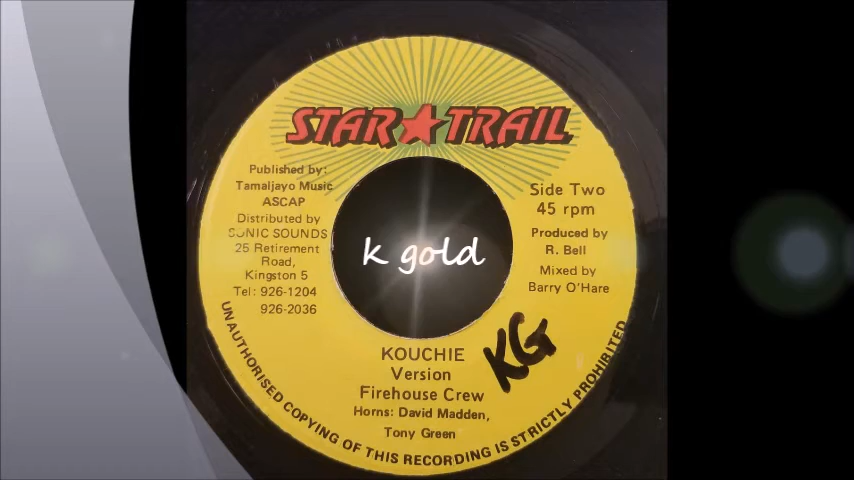 STAR TRAIL
Published by:
Tamaljayo Music
ASCAP
Distributed by
SONIC SOUNDS
25 Retirement
Road,
Kingston 5
Tel: 926-1204
926-2036
Side Two
45 rpm
Produced by
R. Bell
Mixed by
Barry O'Hare
k gold
KOUCHIE
Version
Firehouse Crew
Horns: David Madden,
Tony Green
KG
UNAUTHORISED COPYING OF THIS RECORDING IS STRICTLY PROHIBITED